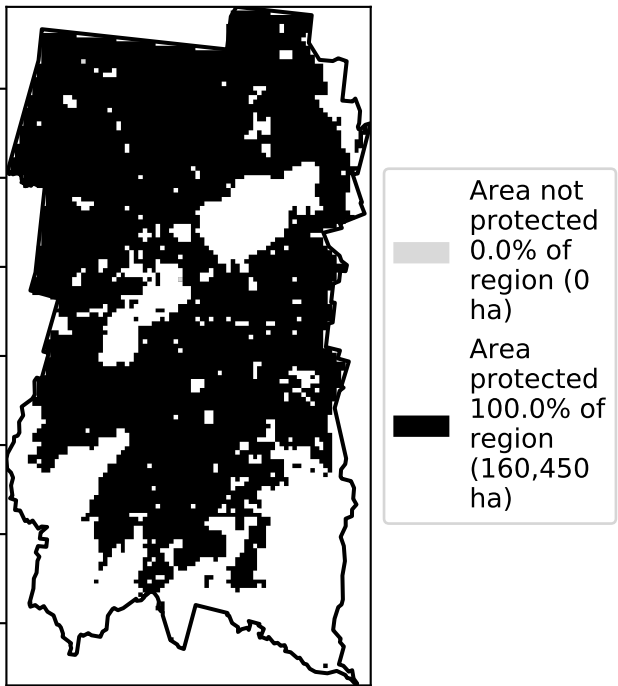 Area not
protected
0.0% of
region (0
ha)
Area
protected
100.0% of
region
(160,450
ha)